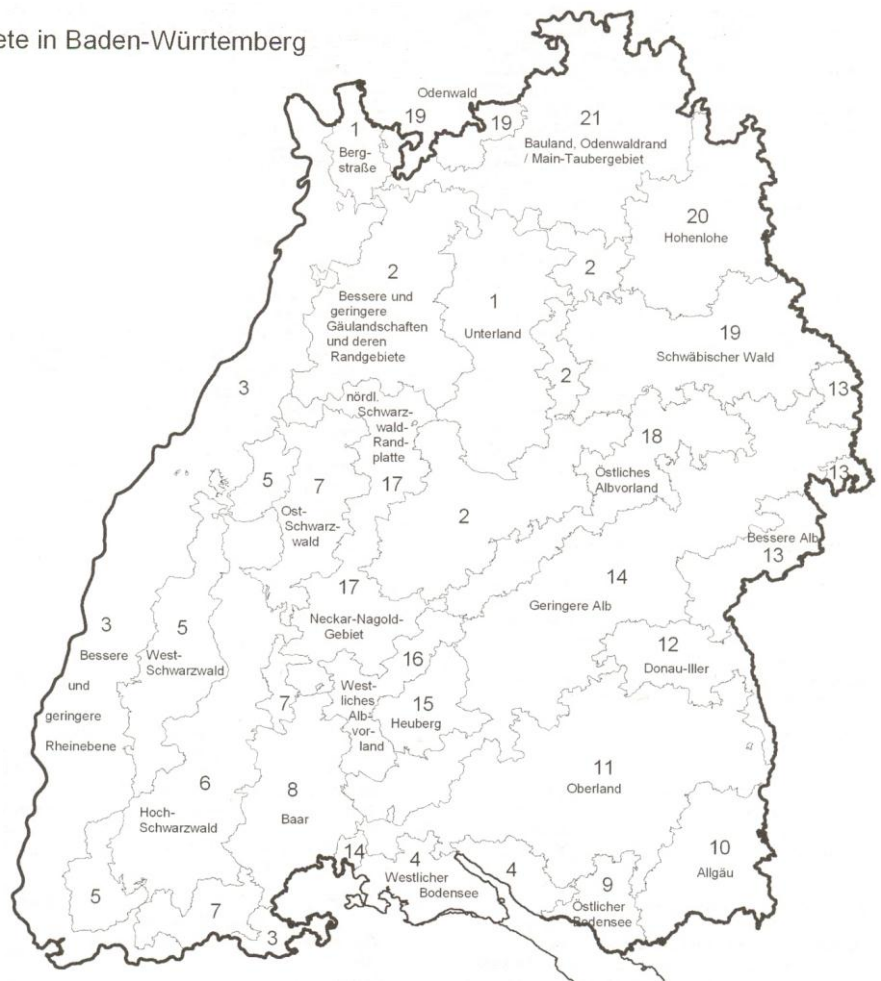 ete in Baden-Würrtemberg
Odenwald
19
19
1
Berg-
straße
21
Bauland, Odenwaldrand
/ Main-Taubergebiet
20
Hohenlohe
2
2
Bessere und
geringere
Gäulandschaften
und deren
Randgebiete
1
Unterland
19
Schwäbischer Wald
3
2
13
nördl.
Schwarz-
wald-
Rand-
platte
17
18
Östliches
Albvorland
5
7
Ost-
Schwarz-
wald
2
13
Bessere Alb
13
14
Geringere Alb
17
Neckar-Nagold-
Gebiet
3
Bessere
und
geringere
Rheinebene
5
West-
Schwarzwald
12
Donau-Iller
16
West-
liches
Alb-
vor-
land
15
Heuberg
7
6
Hoch-
Schwarzwald
8
Baar
11
Oberland
10
Allgäu
14
4
Westlicher
Bodensee
4
9
Östlicher
Bodensee
5
7
3